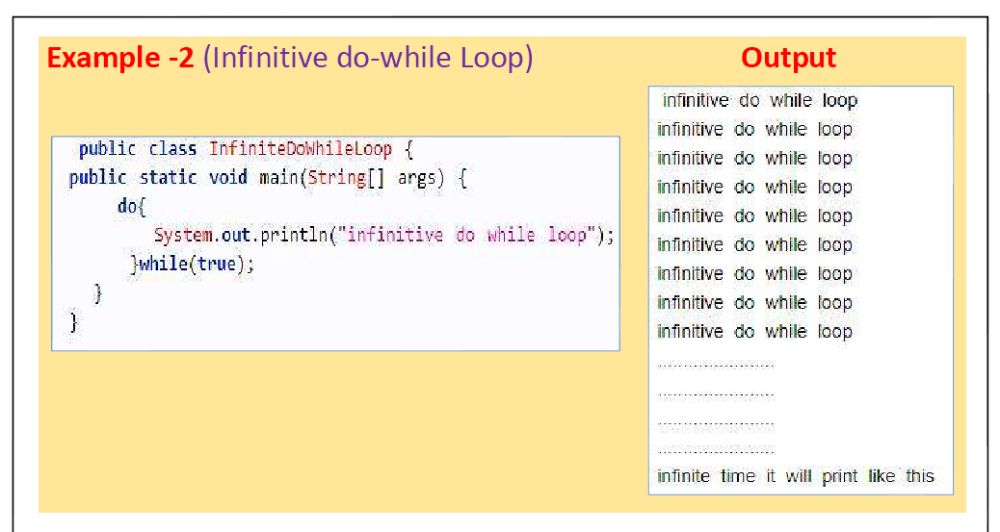 Example -2 (Infinitive do-while Loop)
public class InfiniteDoWhileLoop {
public static void main(String[] args) {
do{
System.out.println("infinitive do while loop");
}while(true);
}
}
Output
infinitive do while loop
infinitive do while loop
infinitive do while loop
infinitive do while loop
infinitive do while loop
infinitive do while loop
infinitive do while loop
infinitive do while loop
infinitive do while loop
........................
........................
........................
........................
infinite time it will print like this